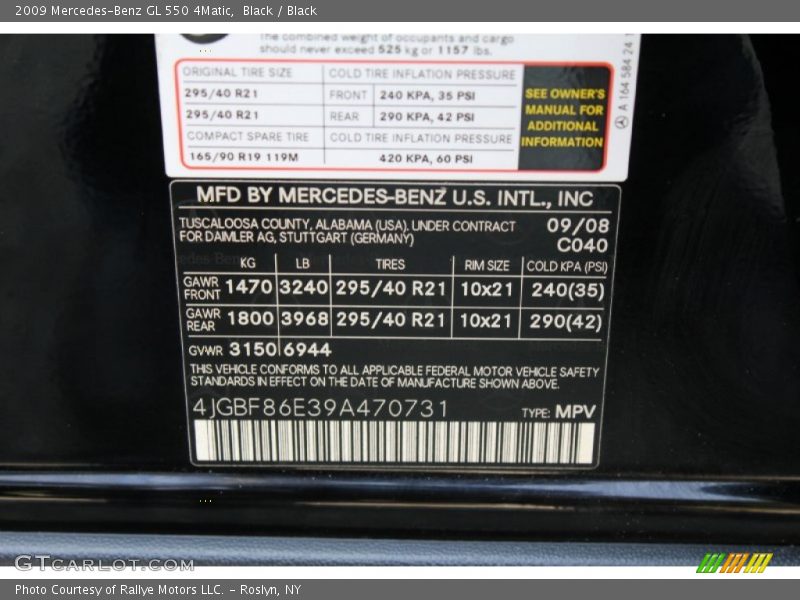 2009 Mercedes-Benz GL 550 4Matic, Black / Black
The combined weight of occupants and cargo
should never exceed 525 kg or 1157 lbs.
ORIGINAL TIRE SIZE COLD TIRE INFLATION PRESSURE
295/40 R21 FRONT 240 KPA, 35 PSI
295/40 R21 REAR 290 KPA, 42 PSI
COMPACT SPARE TIRE COLD TIRE INFLATION PRESSURE
165/90 R19 119M 420 KPA, 60 PSI
SEE OWNER'S
MANUAL FOR
ADDITIONAL
INFORMATION
A 164 584 24
MFD BY MERCEDES-BENZ U.S. INTL., INC
TUSCALOOSA COUNTY, ALABAMA (USA). UNDER CONTRACT 09/08
FOR DAIMLER AG, STUTTGART (GERMANY) C040
KG LB TIRES RIM SIZE COLD KPA (PSI)
GAWR FRONT 1470 3240 295/40 R21 10x21 240(35)
GAWR REAR 1800 3968 295/40 R21 10x21 290(42)
GVWR 3150 6944
THIS VEHICLE CONFORMS TO ALL APPLICABLE FEDERAL MOTOR VEHICLE SAFETY
STANDARDS IN EFFECT ON THE DATE OF MANUFACTURE SHOWN ABOVE.
4JGBF86E39A470731 TYPE: MPV
GTcarlot.com
Photo Courtesy of Rallye Motors LLC. - Roslyn, NY